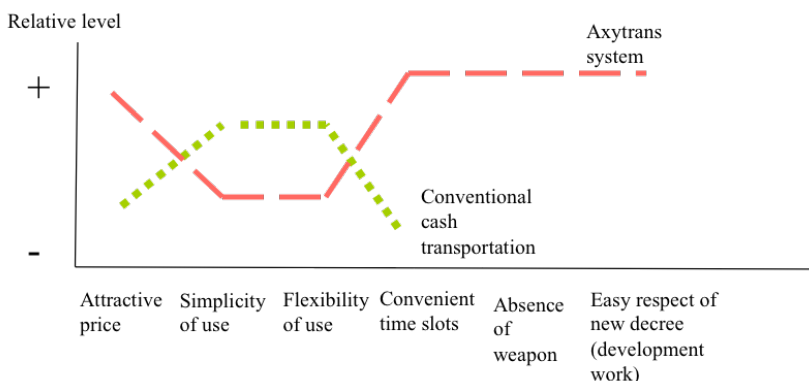 Relative level
Axytrans
system
+
-
Conventional
cash
transportation
Attractive
price
Simplicity
of use
Flexibility
of use
Convenient
time slots
Absence
of
weapon
Easy respect of
new decree
(development
work)